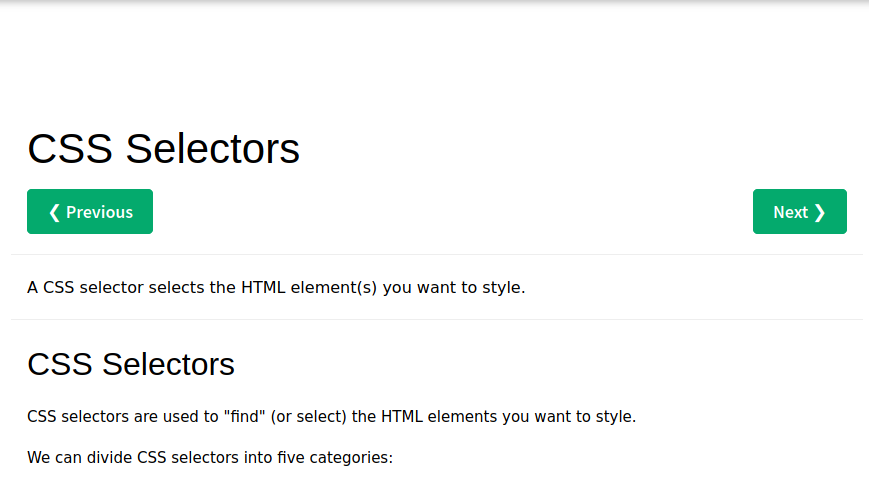 CSS Selectors
❮ Previous
Next ❯
A CSS selector selects the HTML element(s) you want to style.
CSS Selectors
CSS selectors are used to "find" (or select) the HTML elements you want to style.
We can divide CSS selectors into five categories: